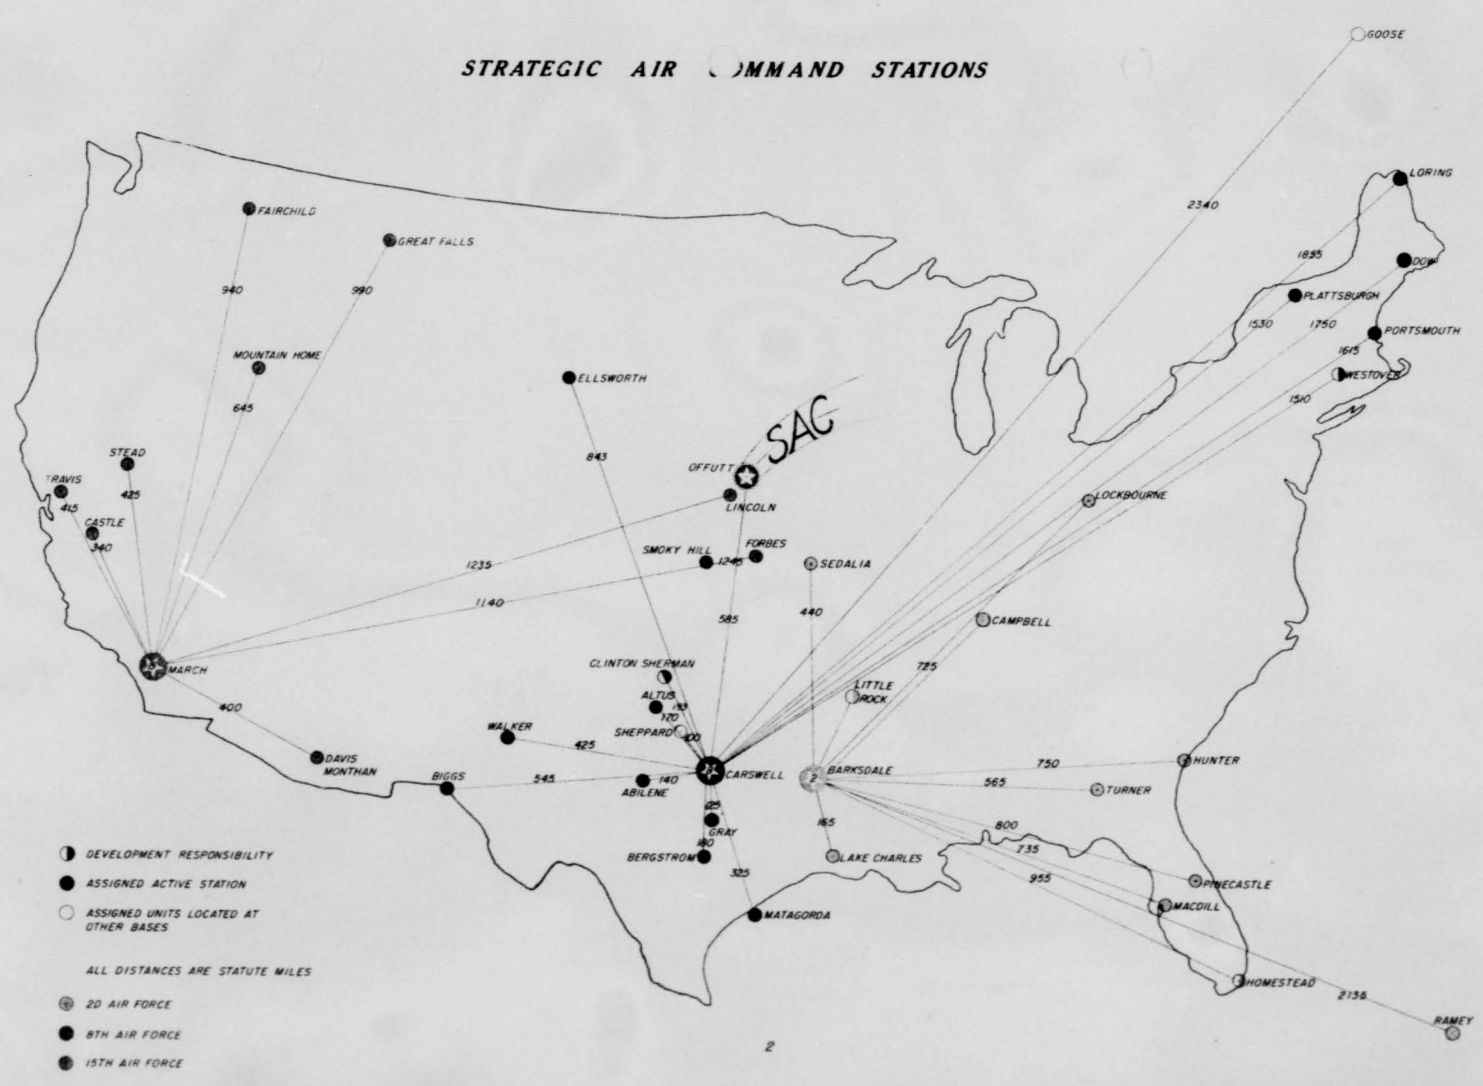 GOOSE
STRATEGIC AIR OMMAND STATIONS
LORING
2340
FAIRCHILD
GREAT FALLS
1855
DOW
940
990
PLATTSBURGH
1530
1750
PORTSMOUTH
1615
MOUNTAIN HOME
WESTOVER
ELLSWORTH
1510
645
SAC
STEAD
843
OFFUTT
TRAVIS
425
LOCKBOURNE
415
LINCOLN
CASTLE
340
SMOKY HILL
FORBES
1235
1245
SEDALIA
1140
585
440
CAMPBELL
MARCH
CLINTON SHERMAN
725
LITTLE
ROCK
ALTUS
170
400
WALKER
SHEPPARD
100
425
DAVIS
MONTHAN
BIGGS
545
ABILENE
140
8
CARSWELL
2
BARKSDALE
750
HUNTER
565
TURNER
GRAY
165
800
180
735
BERGSTROM
LAKE CHARLES
325
955
PINECASTLE
MACDILL
MATAGORDA
HOMESTEAD
2135
RAMEY
DEVELOPMENT RESPONSIBILITY
ASSIGNED ACTIVE STATION
ASSIGNED UNITS LOCATED AT
OTHER BASES
ALL DISTANCES ARE STATUTE MILES
2D AIR FORCE
8TH AIR FORCE
15TH AIR FORCE
2